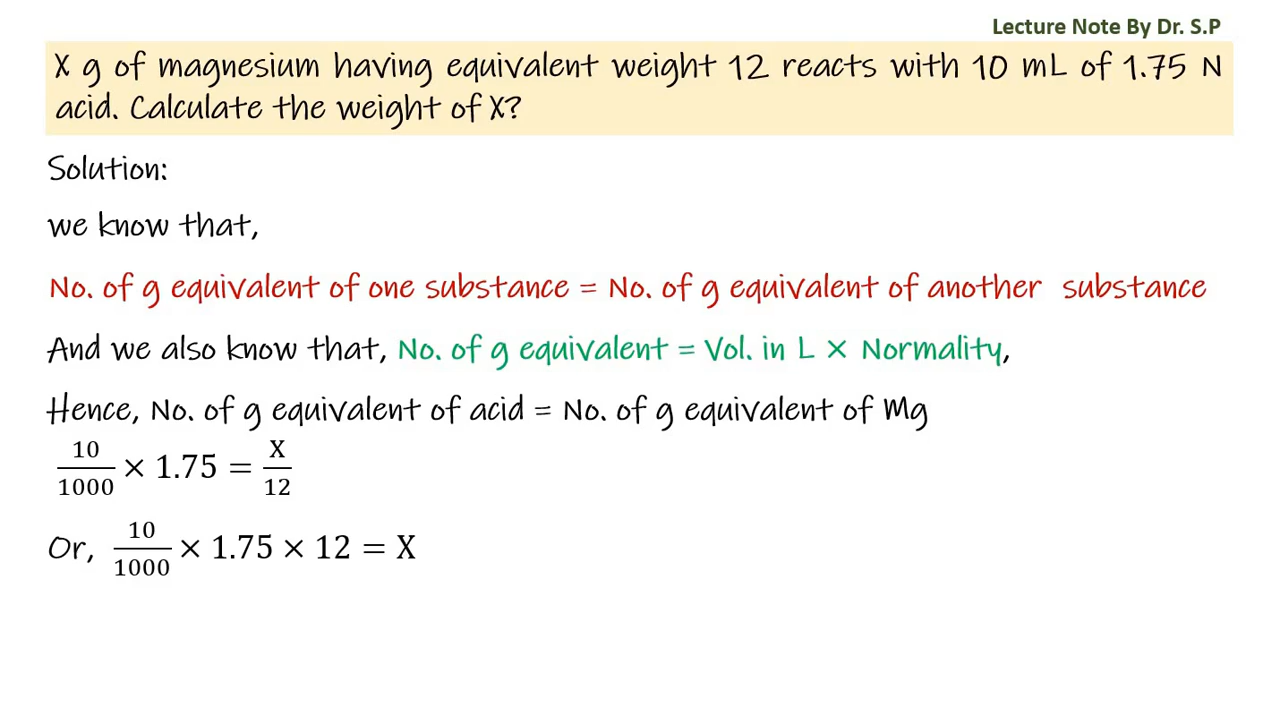 Lecture Note By Dr. S.P
X g of magnesium having equivalent weight 12 reacts with 10 mL of 1.75 N
acid. Calculate the weight of X?
Solution:
we know that,
No. of g equivalent of one substance = No. of g equivalent of another substance
And we also know that, No. of g equivalent = Vol. in L × Normality,
Hence, No. of g equivalent of acid = No. of g equivalent of Mg
10/1000 × 1.75 = X/12
Or, 10/1000 × 1.75 × 12 = X